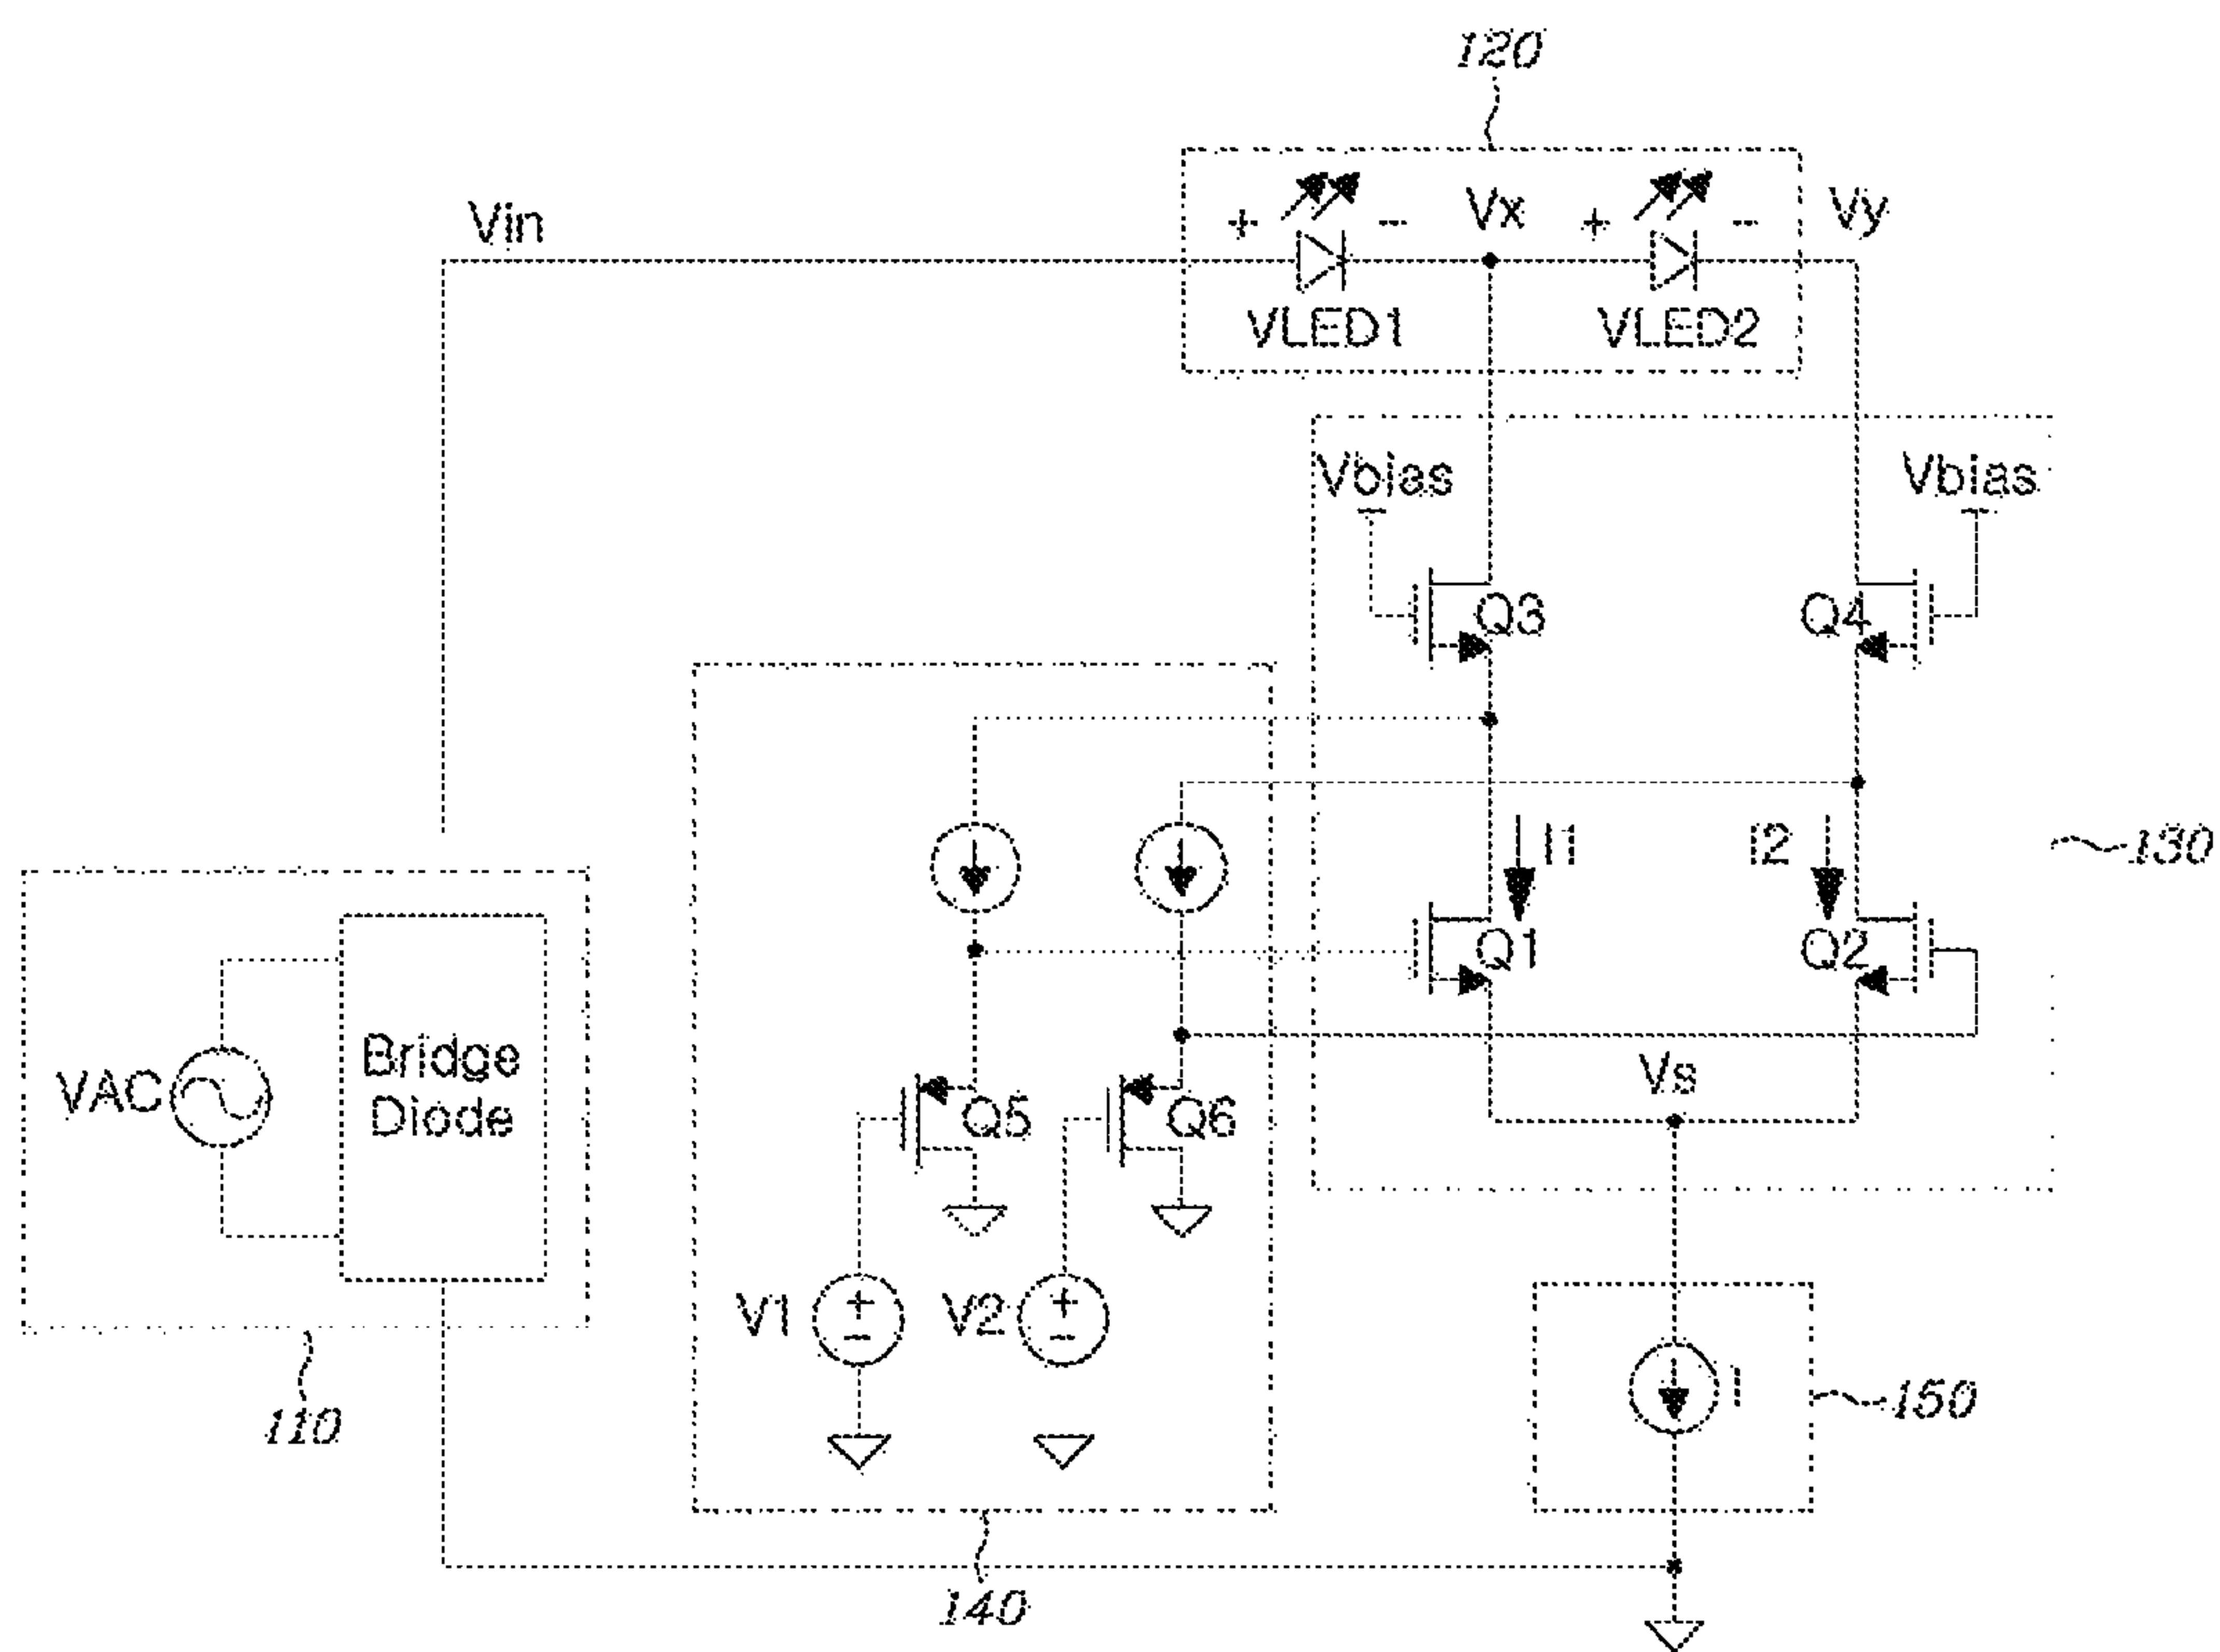 120
Vin
+ - Vx + - Vy
VLED1 VLED2
Vbias Vbias
Q3 Q4
I1 I2
130
Q1 Q2
Bridge
Diode
VAC
Vs
Q5 Q6
V1 + - V2 + -
I
150
110
140